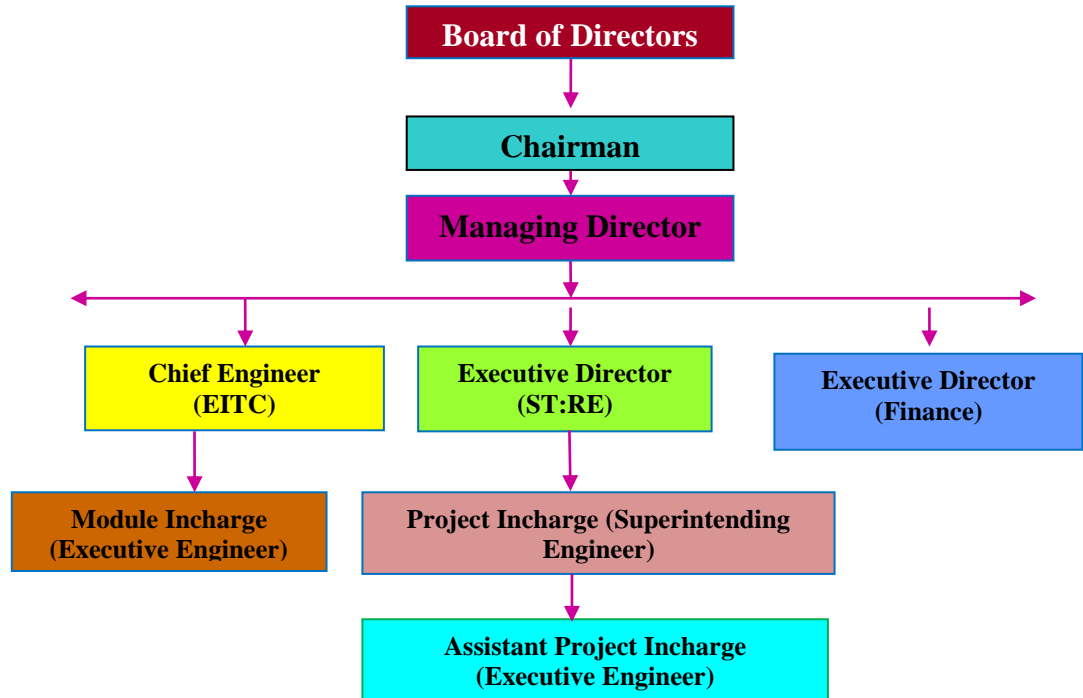 Board of Directors
Chairman
Managing Director
Chief Engineer
(EITC)
Executive Director
(ST:RE)
Executive Director
(Finance)
Module Incharge
(Executive Engineer)
Project Incharge (Superintending
Engineer)
Assistant Project Incharge
(Executive Engineer)